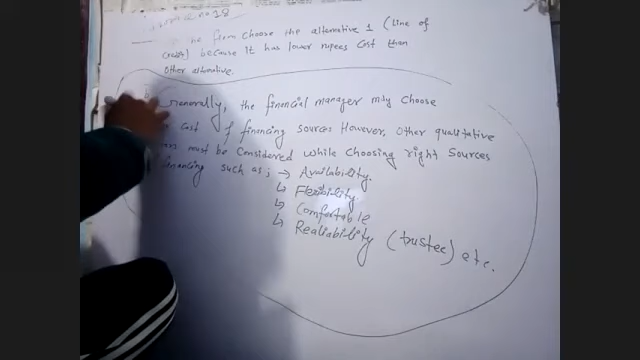 no 18
the firm choose the alternative 1 (Line of
credit) because it has lower rupees cost than
other alternative.
Generally, the financial manager may choose
cost of financing sources However, other qualitative
must be considered while choosing right sources
financing such as; → Availability
↳ Flexibility
↳ Comfortable
↳ Realiability (trustee) etc.